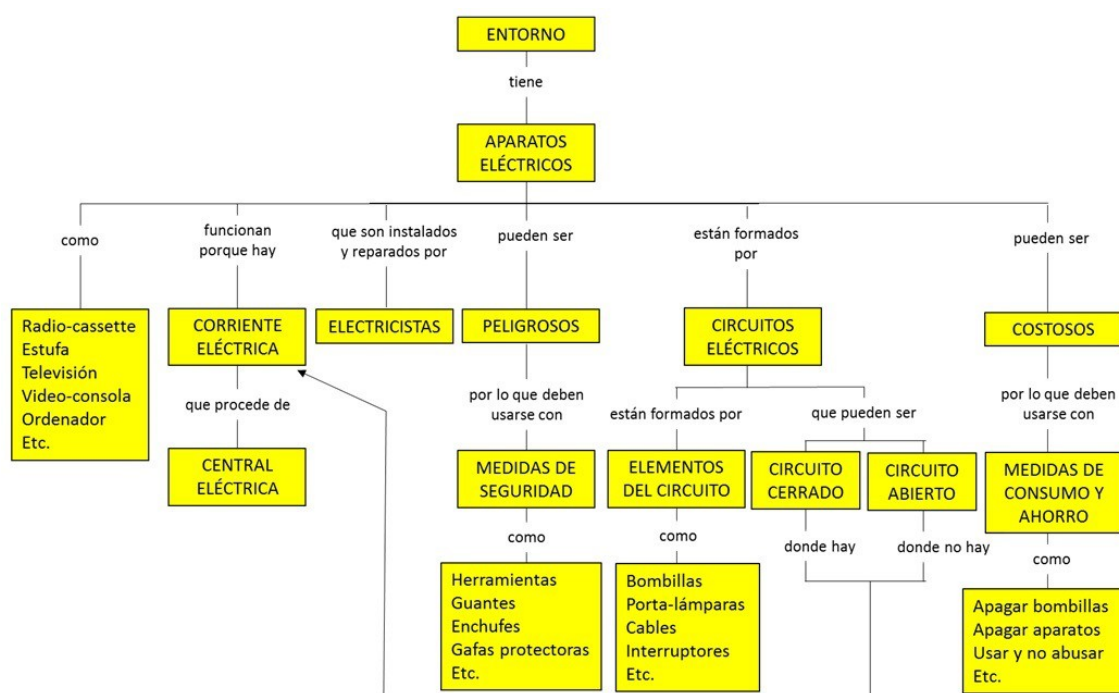 ENTORNO
tiene
APARATOS
ELÉCTRICOS
como
funcionan
porque hay
que son instalados
y reparados por
pueden ser
están formados
por
pueden ser
Radio-cassette
Estufa
Televisión
Video-consola
Ordenador
Etc.
CORRIENTE
ELÉCTRICA
ELECTRICISTAS
PELIGROSOS
CIRCUITOS
ELÉCTRICOS
COSTOSOS
que procede de
por lo que deben
usarse con
están formados por
que pueden ser
por lo que deben
usarse con
CENTRAL
ELÉCTRICA
MEDIDAS DE
SEGURIDAD
ELEMENTOS
DEL CIRCUITO
CIRCUITO
CERRADO
CIRCUITO
ABIERTO
MEDIDAS DE
CONSUMO Y
AHORRO
como
como
donde hay
donde no hay
como
Herramientas
Guantes
Enchufes
Gafas protectoras
Etc.
Bombillas
Porta-lámparas
Cables
Interruptores
Etc.
Apagar bombillas
Apagar aparatos
Usar y no abusar
Etc.